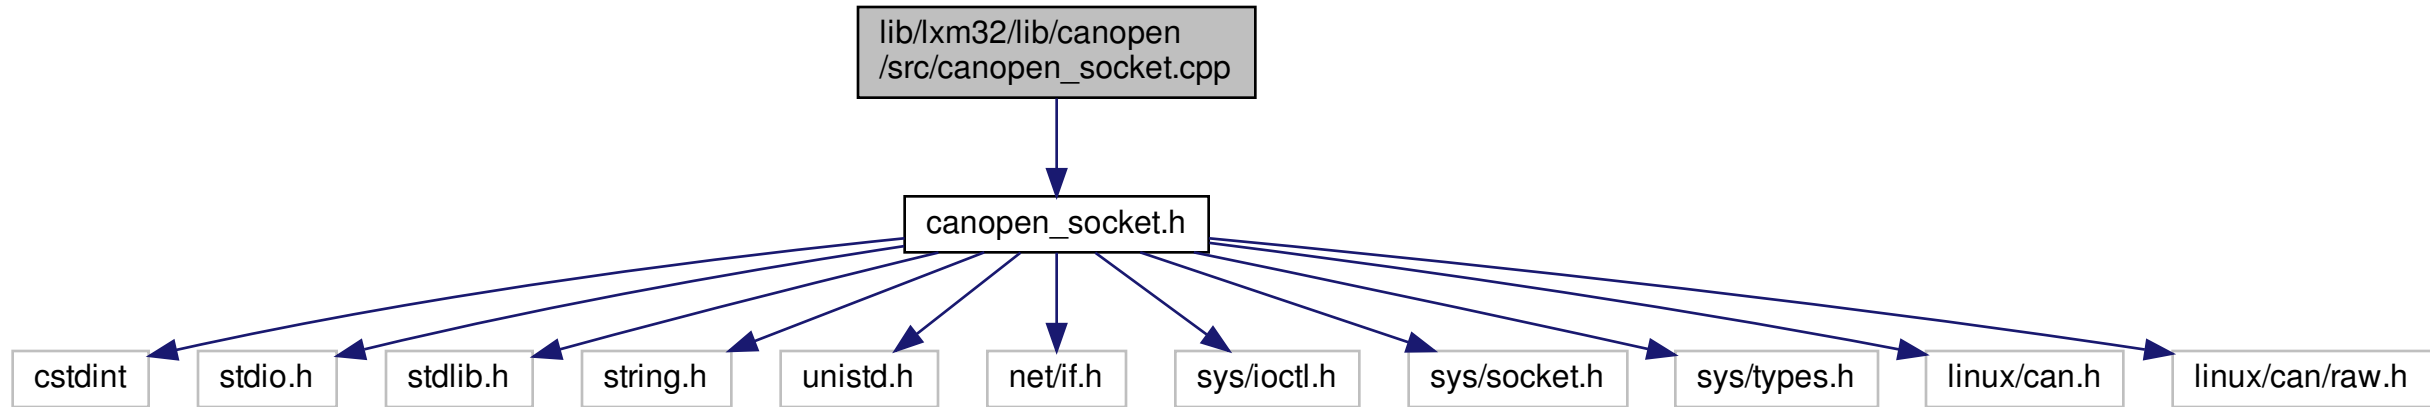 lib/lxm32/lib/canopen
/src/canopen_socket.cpp
canopen_socket.h
cstdint
stdio.h
stdlib.h
string.h
unistd.h
net/if.h
sys/ioctl.h
sys/socket.h
sys/types.h
linux/can.h
linux/can/raw.h